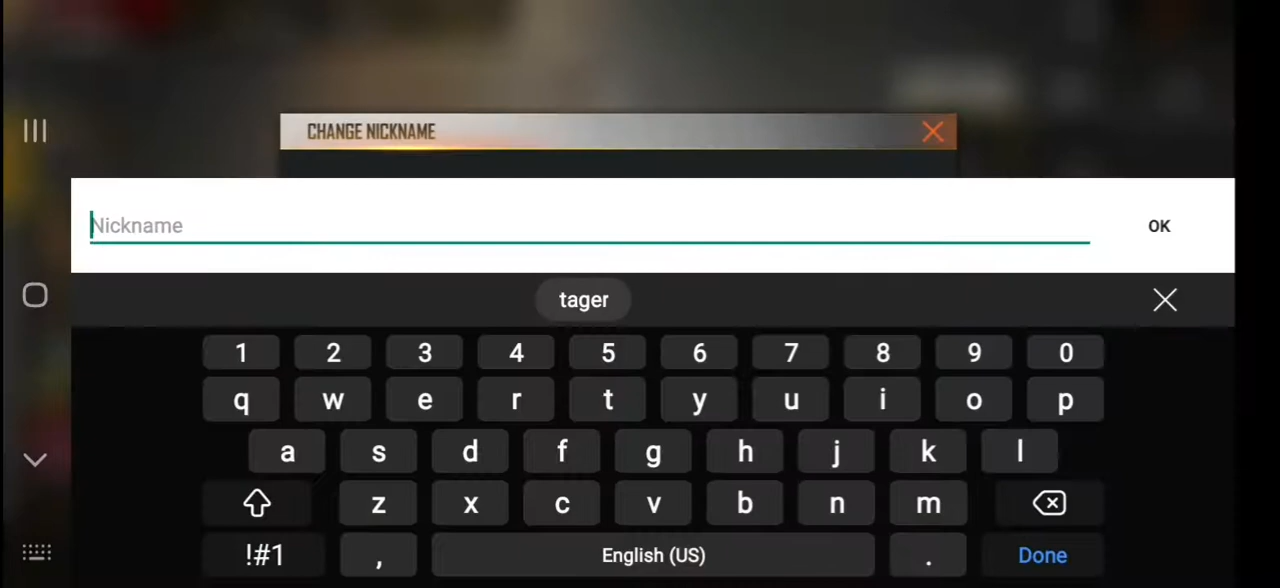 CHANGE NICKNAME
Nickname
OK
tager
1 2 3 4 5 6 7 8 9 0
q w e r t y u i o p
a s d f g h j k l
z x c v b n m
!#1 , English (US) . Done